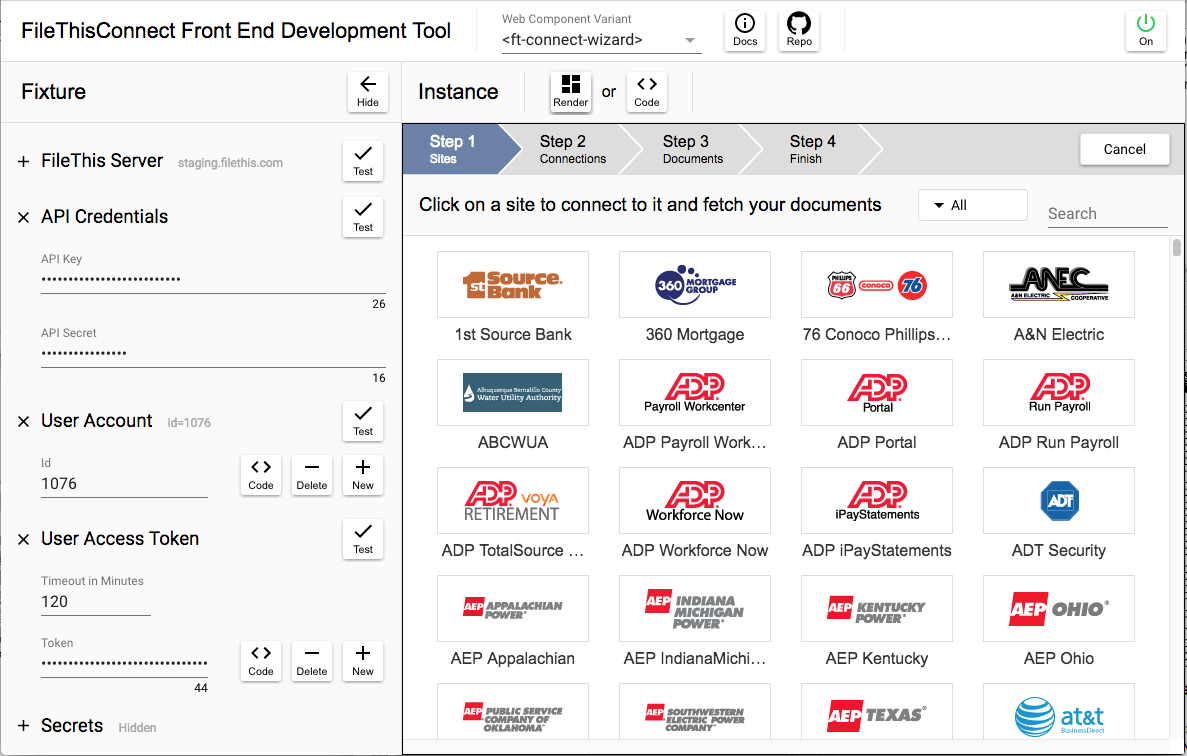 FileThisConnect Front End Development Tool
Web Component Variant
<ft-connect-wizard>
Docs
Repo
On
Fixture
Hide
Instance
Render
or
Code
FileThis Server staging.filethis.com
Test
API Credentials
Test
API Key
••••••••••••••••••••••••••
26
API Secret
••••••••••••••••
16
User Account id=1076
Test
Id
1076
Code
Delete
New
User Access Token
Test
Timeout in Minutes
120
Token
Code
Delete
New
44
Secrets Hidden
Step 1
Sites
Step 2
Connections
Step 3
Documents
Step 4
Finish
Cancel
Click on a site to connect to it and fetch your documents
All
Search
1st Source Bank
360 MORTGAGE GROUP
PHILLIPS 66 conoco 76
ANEC
A&N ELECTRIC COOPERATIVE
1st Source Bank
360 Mortgage
76 Conoco Phillips…
A&N Electric
Albuquerque Bernalillo County
Water Utility Authority
ADP
Payroll Workcenter
ADP
Portal
ADP
Run Payroll
ABCWUA
ADP Payroll Work…
ADP Portal
ADP Run Payroll
ADP VOYA
RETIREMENT
ADP
Workforce Now
ADP
iPayStatements
ADT
ADP TotalSource …
ADP Workforce Now
ADP iPayStatements
ADT Security
AEP APPALACHIAN POWER®
AEP INDIANA MICHIGAN POWER®
AEP KENTUCKY POWER®
AEP OHIO®
AEP Appalachian
AEP IndianaMichi…
AEP Kentucky
AEP Ohio
AEP PUBLIC SERVICE COMPANY OF OKLAHOMA®
AEP SOUTHWESTERN ELECTRIC POWER COMPANY®
AEP TEXAS®
at&t
BusinessDirect